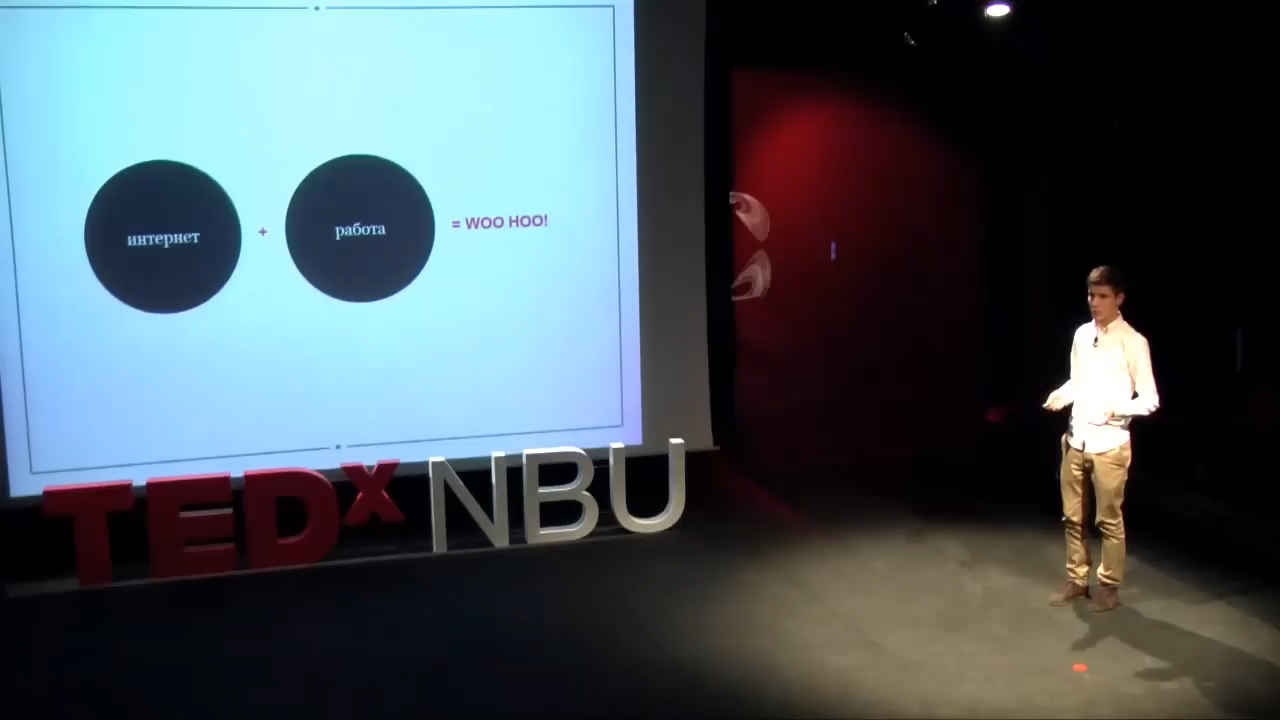 интернет
+
работа
= WOO HOO!
TEDx NBU